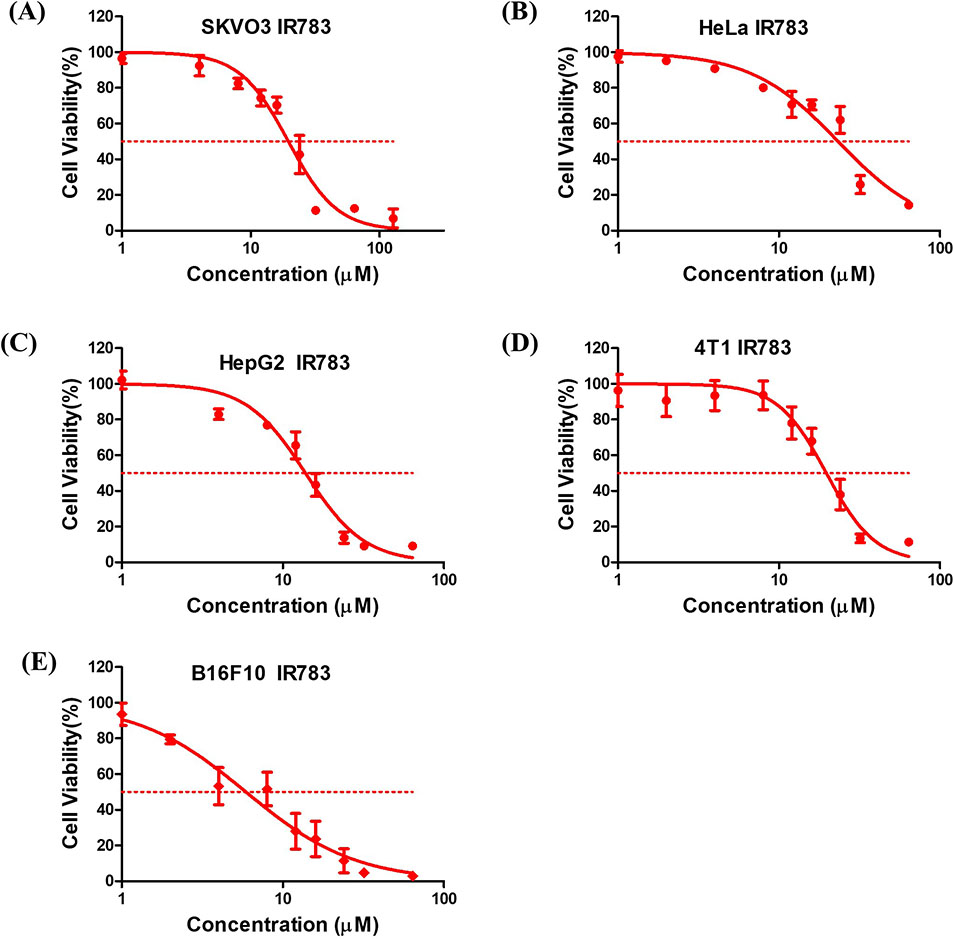 (A)
SKVO3 IR783
Cell Viability(%)
120
100
80
60
40
20
0
1
10
100
Concentration (μM)
(B)
HeLa IR783
Cell Viability(%)
120
100
80
60
40
20
0
1
10
100
Concentration (μM)
(C)
HepG2 IR783
Cell Viability(%)
120
100
80
60
40
20
0
1
10
100
Concentration (μM)
(D)
4T1 IR783
Cell Viability(%)
120
100
80
60
40
20
0
1
10
100
Concentration (μM)
(E)
B16F10 IR783
Cell Viability(%)
120
100
80
60
40
20
0
1
10
100
Concentration (μM)